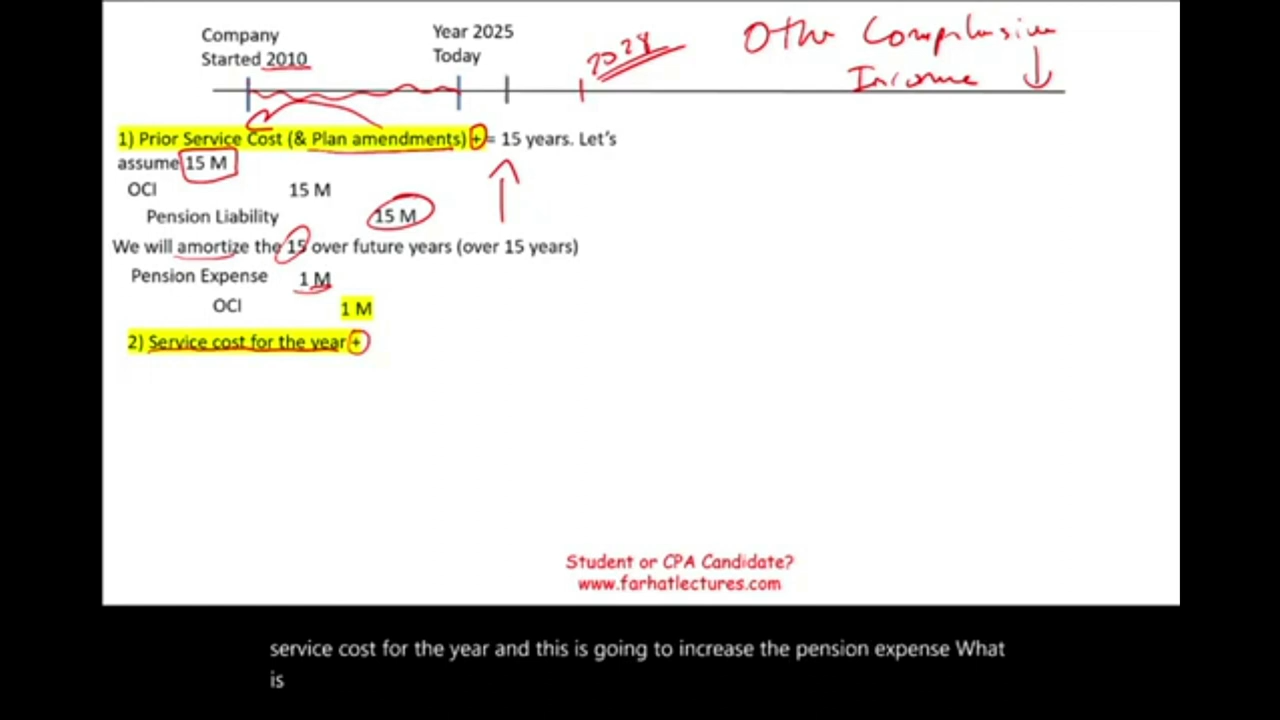 Company
Started 2010
Year 2025
Today
2028
Other Comprehensive
Income
1) Prior Service Cost (& Plan amendments) + = 15 years. Let's
assume 15 M
OCI 15 M
Pension Liability 15 M
We will amortize the 15 over future years (over 15 years)
Pension Expense 1 M
OCI 1 M
2) Service cost for the year +
Student or CPA Candidate?
www.farhatlectures.com
service cost for the year and this is going to increase the pension expense What
is